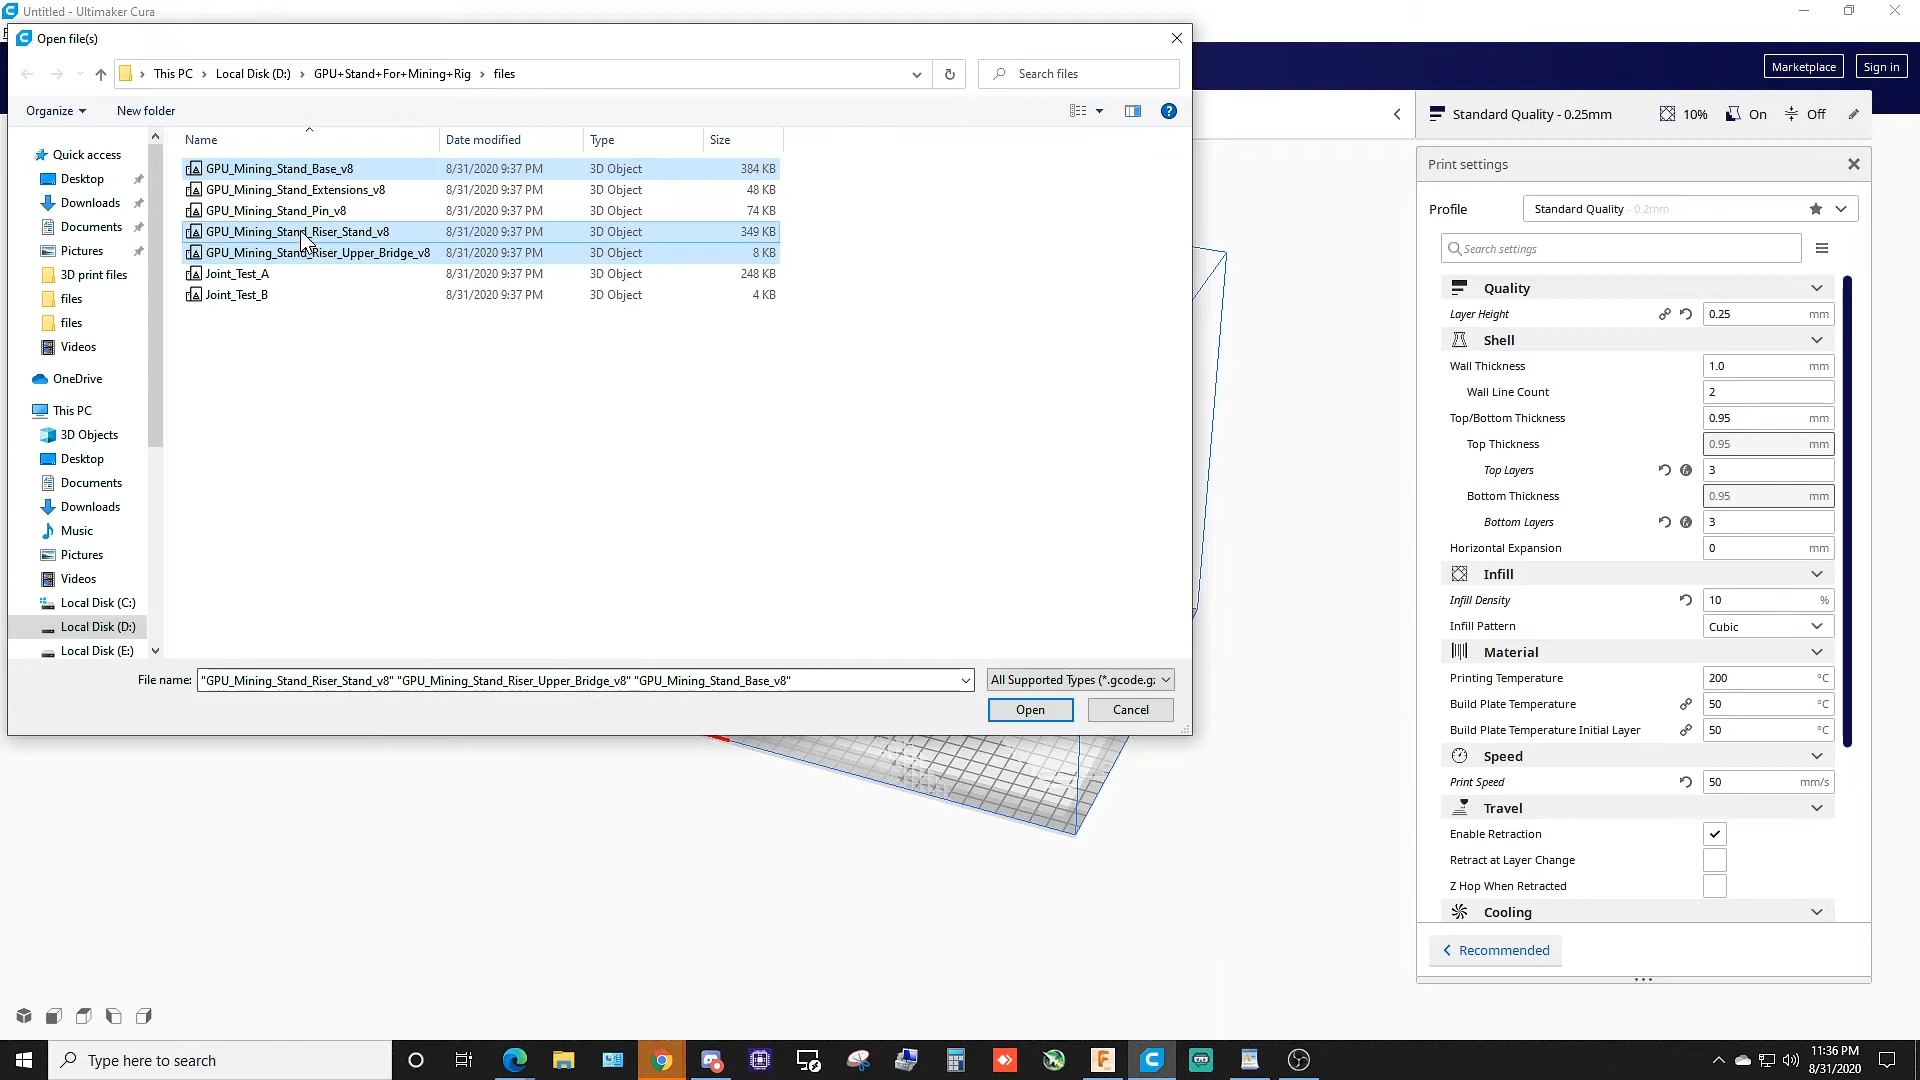 Untitled - Ultimaker Cura
Open file(s)
This PC > Local Disk (D:) > GPU+Stand+For+Mining+Rig > files
Search files
Marketplace
Sign in
Organize
New folder
Standard Quality - 0.25mm
10%
On
Off
Name
Date modified
Type
Size
Quick access
Desktop
Downloads
Documents
Pictures
3D print files
files
files
Videos
OneDrive
This PC
3D Objects
Desktop
Documents
Downloads
Music
Pictures
Videos
Local Disk (C:)
Local Disk (D:)
Local Disk (E:)
GPU_Mining_Stand_Base_v8 8/31/2020 9:37 PM 3D Object 384 KB
GPU_Mining_Stand_Extensions_v8 8/31/2020 9:37 PM 3D Object 48 KB
GPU_Mining_Stand_Pin_v8 8/31/2020 9:37 PM 3D Object 74 KB
GPU_Mining_Stand_Riser_Stand_v8 8/31/2020 9:37 PM 3D Object 349 KB
GPU_Mining_Stand_Riser_Upper_Bridge_v8 8/31/2020 9:37 PM 3D Object 8 KB
Joint_Test_A 8/31/2020 9:37 PM 3D Object 248 KB
Joint_Test_B 8/31/2020 9:37 PM 3D Object 4 KB
File name: "GPU_Mining_Stand_Riser_Stand_v8" "GPU_Mining_Stand_Riser_Upper_Bridge_v8" "GPU_Mining_Stand_Base_v8"
All Supported Types (*.gcode.gz
Open
Cancel
Print settings
Profile
Standard Quality - 0.2mm
Search settings
Quality
Layer Height 0.25 mm
Shell
Wall Thickness 1.0 mm
Wall Line Count 2
Top/Bottom Thickness 0.95 mm
Top Thickness 0.95 mm
Top Layers 3
Bottom Thickness 0.95 mm
Bottom Layers 3
Horizontal Expansion 0 mm
Infill
Infill Density 10 %
Infill Pattern Cubic
Material
Printing Temperature 200 °C
Build Plate Temperature 50 °C
Build Plate Temperature Initial Layer 50 °C
Speed
Print Speed 50 mm/s
Travel
Enable Retraction
Retract at Layer Change
Z Hop When Retracted
Cooling
Recommended
Type here to search
11:36 PM
8/31/2020